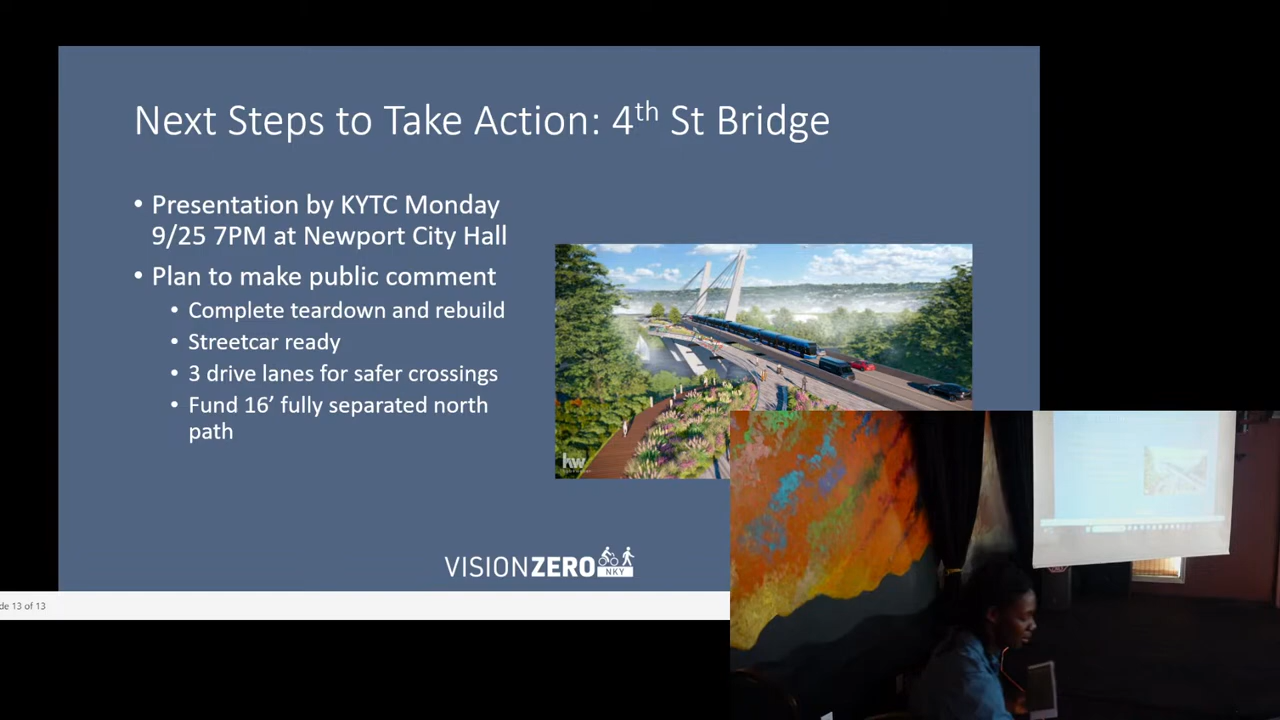 Next Steps to Take Action: 4th St Bridge
• Presentation by KYTC Monday
9/25 7PM at Newport City Hall
• Plan to make public comment
• Complete teardown and rebuild
• Streetcar ready
• 3 drive lanes for safer crossings
• Fund 16’ fully separated north
path
hw
VISIONZERO
NKY
de 13 of 13